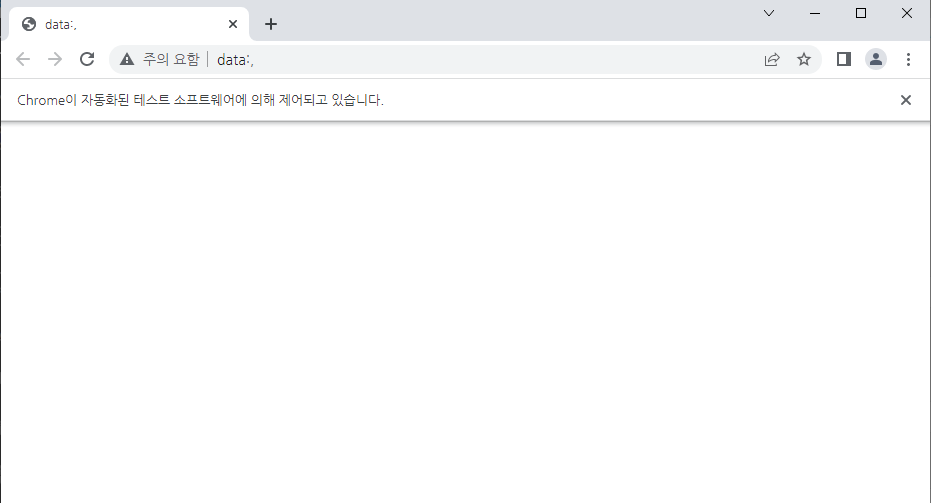 data:,
주의 요함 data:,
Chrome이 자동화된 테스트 소프트웨어에 의해 제어되고 있습니다.